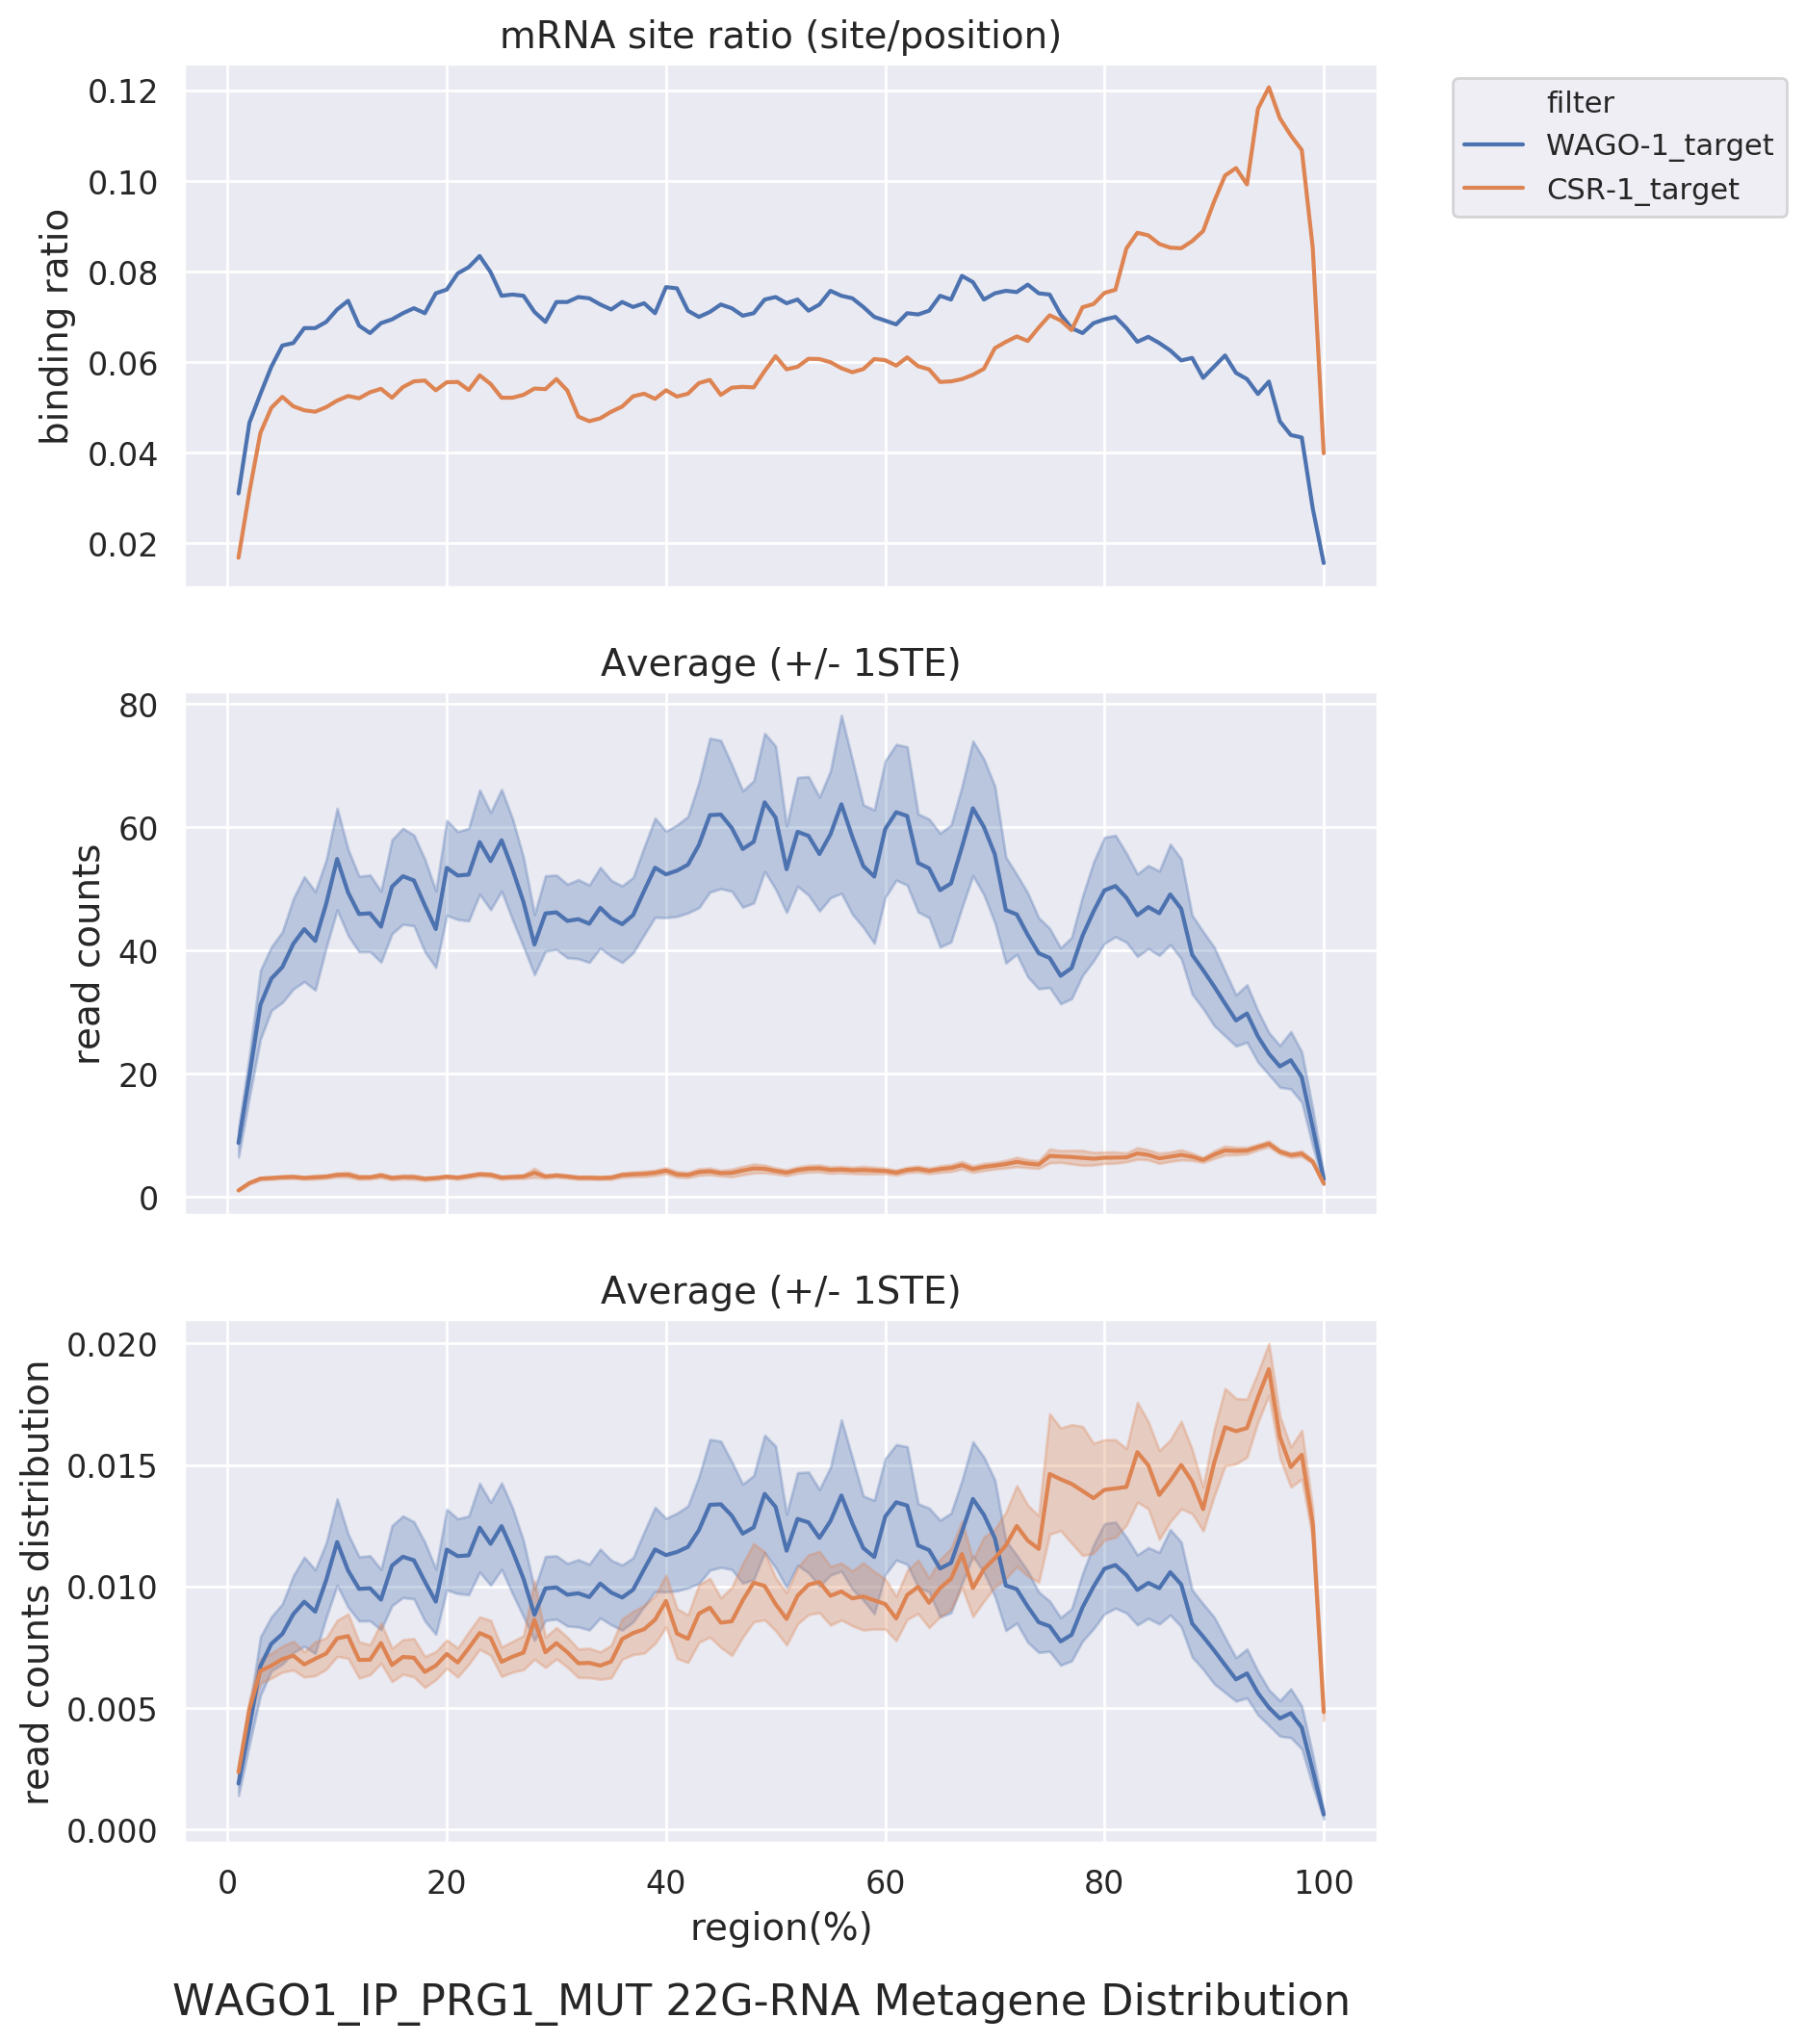 mRNA site ratio (site/position)
0.12
0.10
0.08
0.06
0.04
0.02
binding ratio
filter
WAGO-1_target
CSR-1_target
Average (+/- 1STE)
80
60
40
20
0
read counts
Average (+/- 1STE)
0.020
0.015
0.010
0.005
0.000
read counts distribution
0 20 40 60 80 100
region(%)
WAGO1_IP_PRG1_MUT 22G-RNA Metagene Distribution